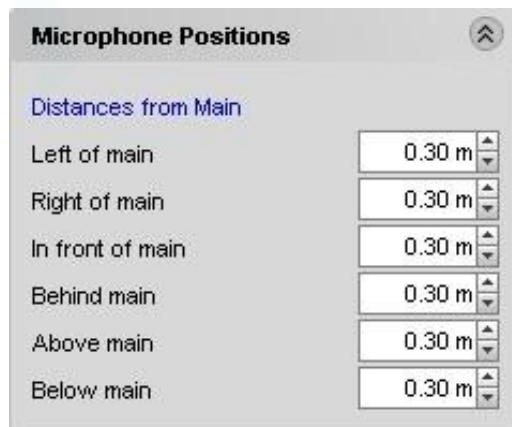 Microphone Positions
Distances from Main
Left of main 0.30 m
Right of main 0.30 m
In front of main 0.30 m
Behind main 0.30 m
Above main 0.30 m
Below main 0.30 m